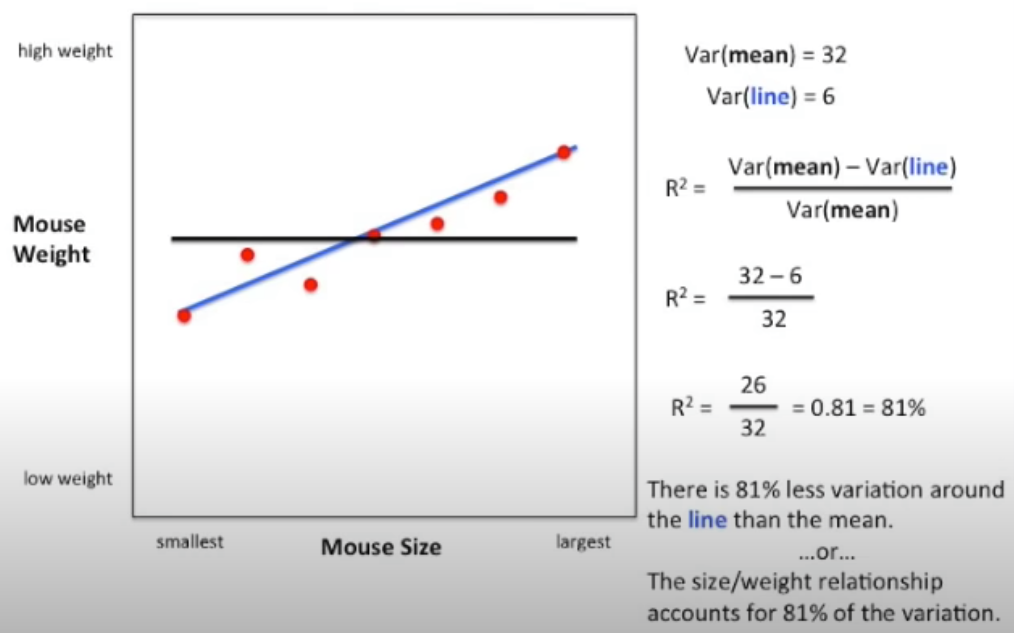 high weight
Mouse
Weight
low weight
smallest
Mouse Size
largest
Var(mean) = 32
Var(line) = 6
R² =
Var(mean) – Var(line)
Var(mean)
R² =
32 – 6
32
R² =
26
32
= 0.81 = 81%
There is 81% less variation around
the line than the mean.
...or...
The size/weight relationship
accounts for 81% of the variation.